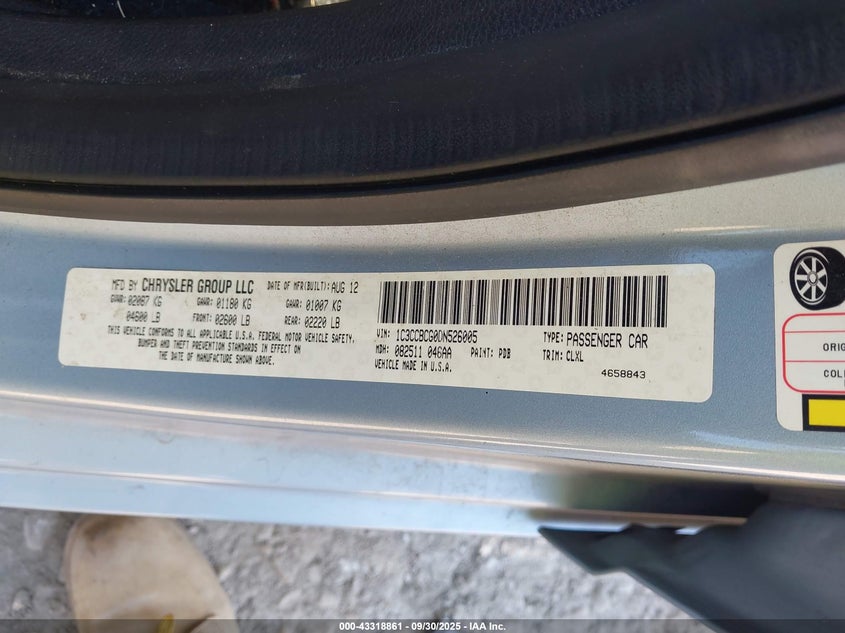 MFD BY CHRYSLER GROUP LLC DATE OF MFR(BUILT): AUG 12
GVWR: 02087 KG GAWR: 01180 KG GAWR: 01007 KG
04600 LB FRONT: 02600 LB REAR: 02220 LB
THIS VEHICLE CONFORMS TO ALL APPLICABLE U.S.A. FEDERAL MOTOR VEHICLE SAFETY,
BUMPER AND THEFT PREVENTION STANDARDS IN EFFECT ON
THE DATE OF MANUFACTURE SHOWN ABOVE.
VIN: 1C3CCBCG0DN526005 TYPE: PASSENGER CAR
MDH: 082511 046AA PAINT: PDB TRIM: CLXL
VEHICLE MADE IN U.S.A.
4658843
ORIG
COL
000-43318861 - 09/30/2025 - IAA Inc.